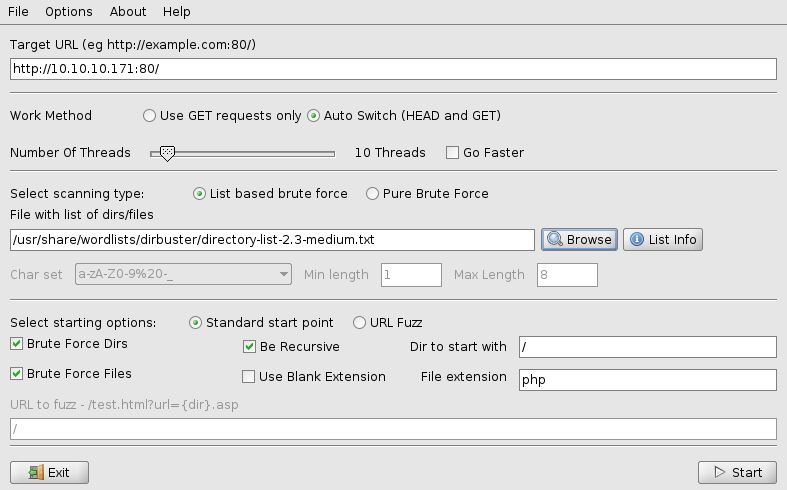 File Options About Help
Target URL (eg http://example.com:80/)
http://10.10.10.171:80/
Work Method Use GET requests only Auto Switch (HEAD and GET)
Number Of Threads 10 Threads Go Faster
Select scanning type: List based brute force Pure Brute Force
File with list of dirs/files
/usr/share/wordlists/dirbuster/directory-list-2.3-medium.txt Browse List Info
Char set a-zA-Z0-9%20-_ Min length 1 Max Length 8
Select starting options: Standard start point URL Fuzz
Brute Force Dirs Be Recursive Dir to start with /
Brute Force Files Use Blank Extension File extension php
URL to fuzz - /test.html?url={dir}.asp
/
Exit Start